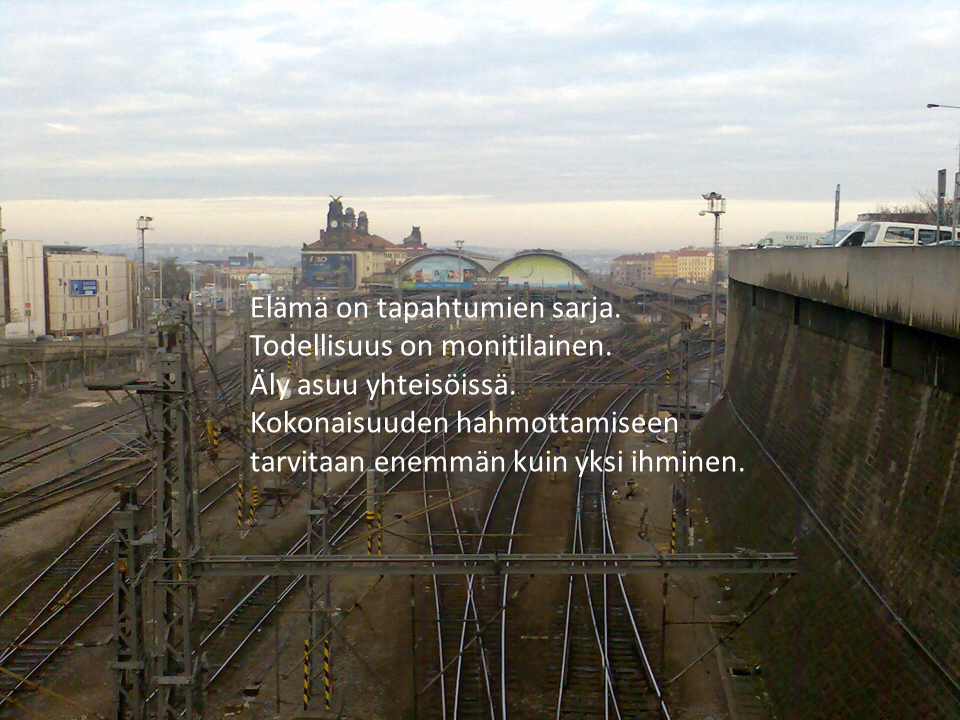 Elämä on tapahtumien sarja.
Todellisuus on monitilainen.
Äly asuu yhteisöissä.
Kokonaisuuden hahmottamiseen
tarvitaan enemmän kuin yksi ihminen.